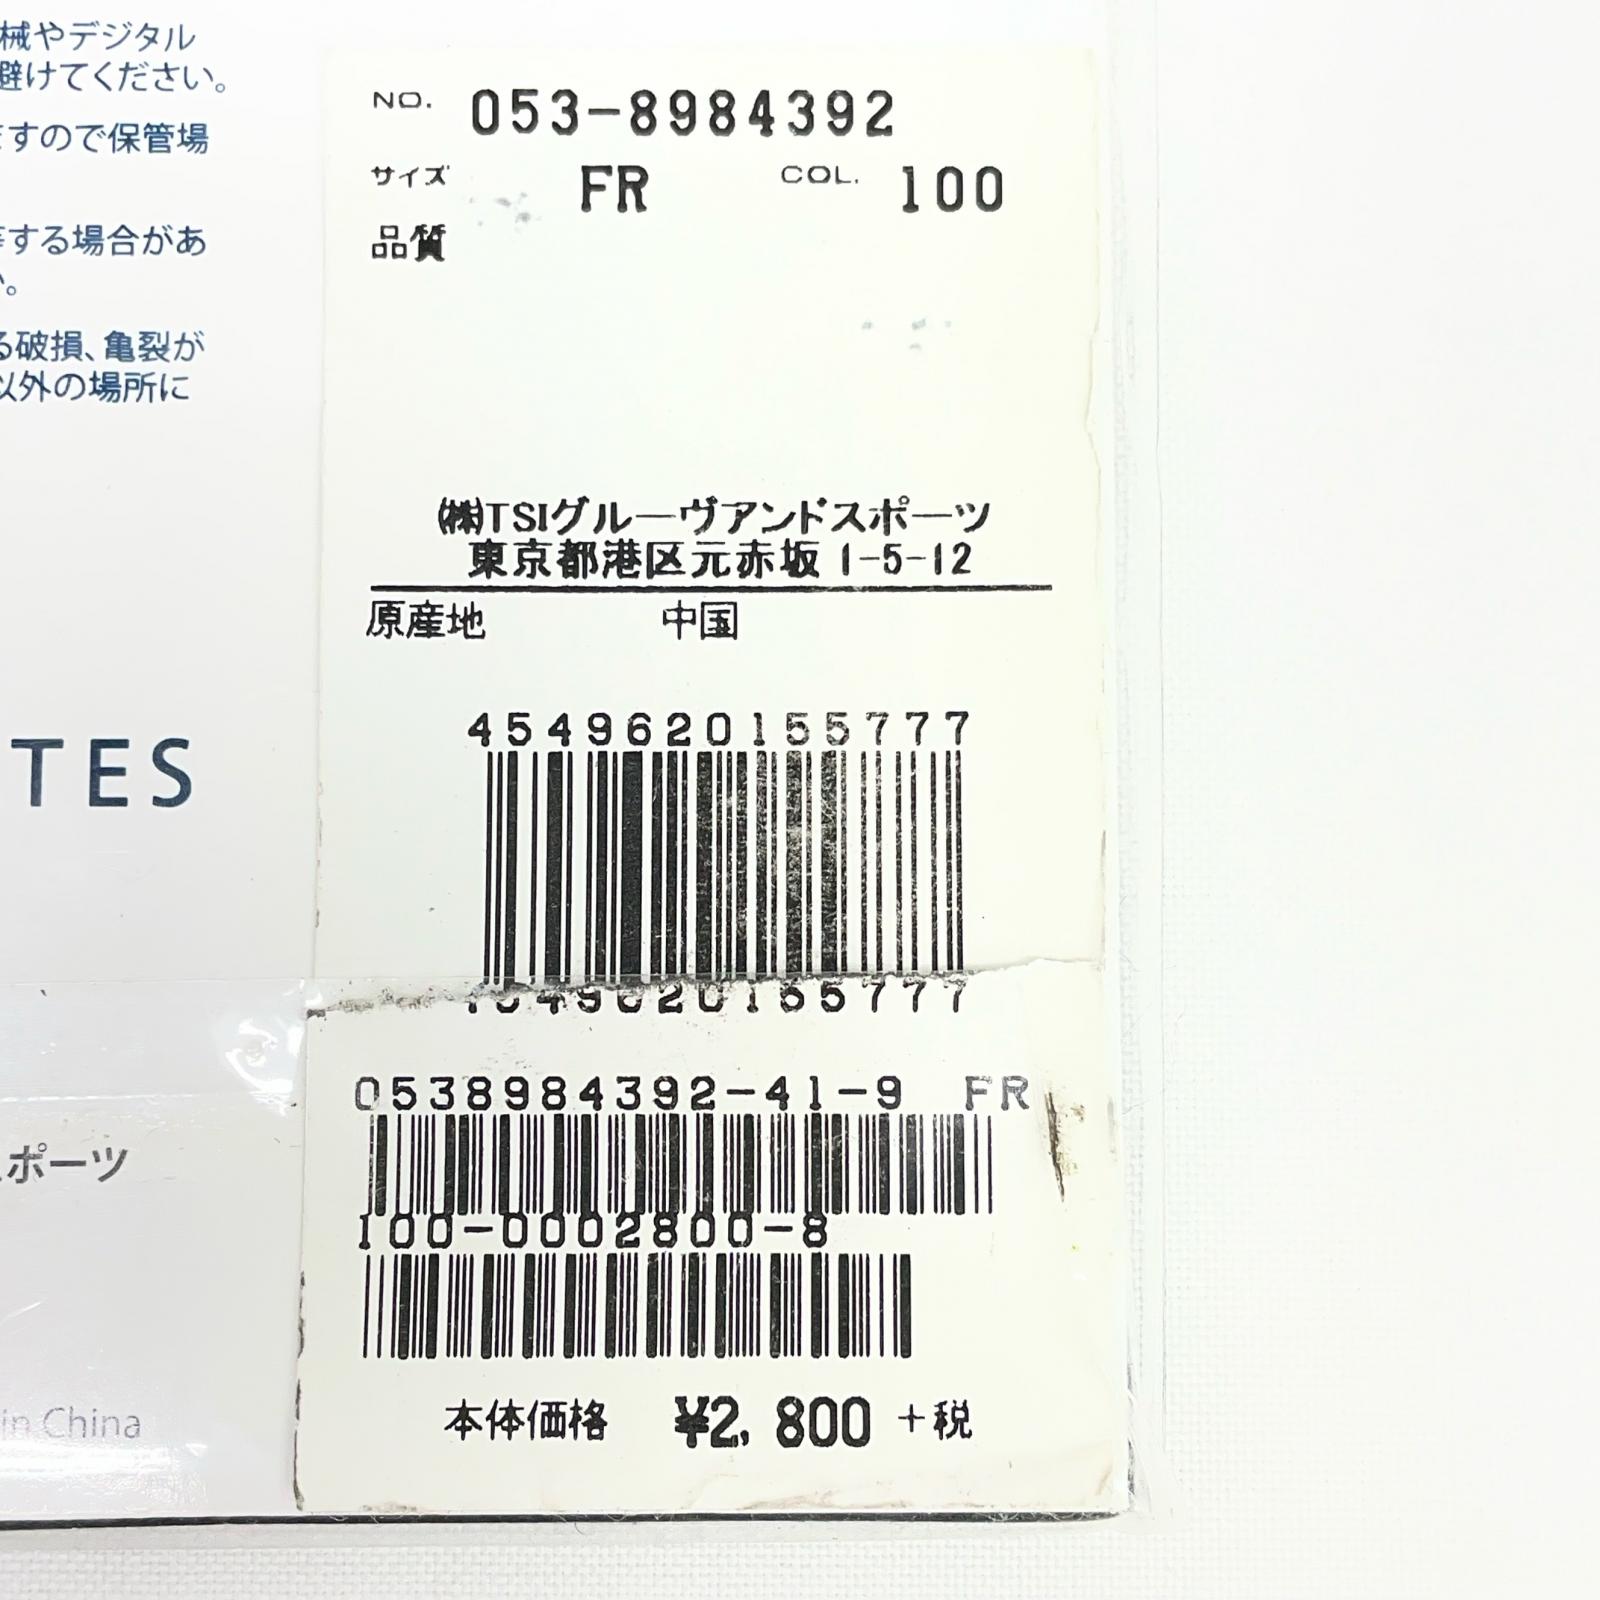 械やデジタル
避けてください。
ますので保管場
等する場合があ
い。
る破損、亀裂が
以外の場所に
TES
ポーツ
in China
NO. 053-8984392
サイズ FR COL. 100
品質
㈱TSIグルーヴアンドスポーツ
東京都港区元赤坂 1-5-12
原産地 中国
4549620155777
4549620155777
0538984392-41-9 FR
100-0002800-8
本体価格 ¥2,800 +税